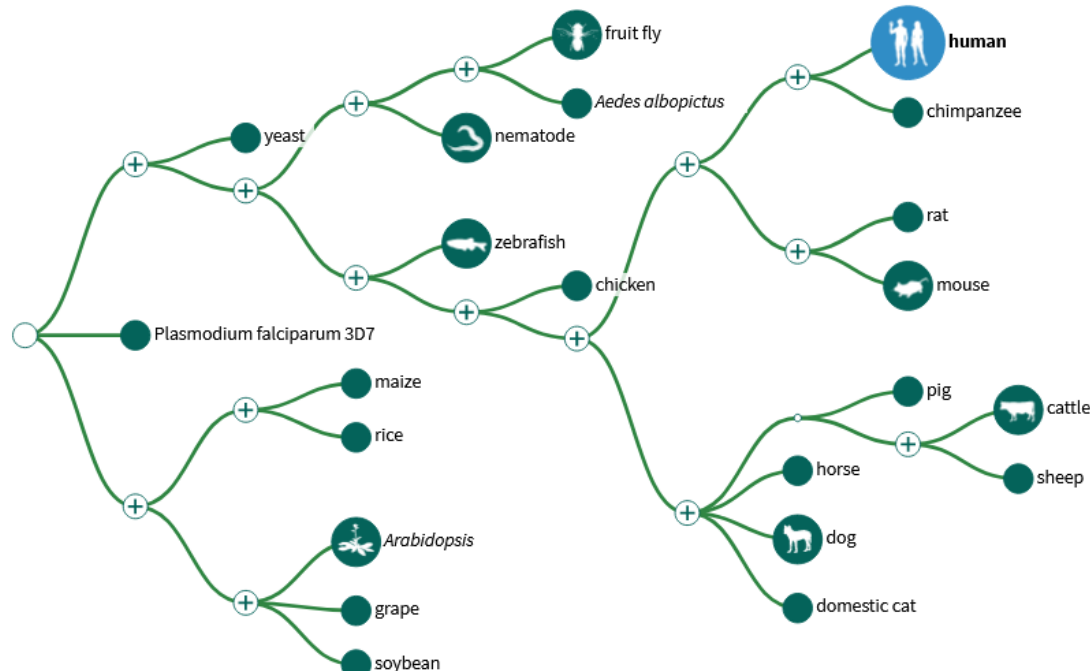 fruit fly
human
Aedes albopictus
chimpanzee
yeast
nematode
rat
zebrafish
chicken
mouse
Plasmodium falciparum 3D7
maize
pig
cattle
rice
horse
sheep
Arabidopsis
dog
grape
domestic cat
soybean